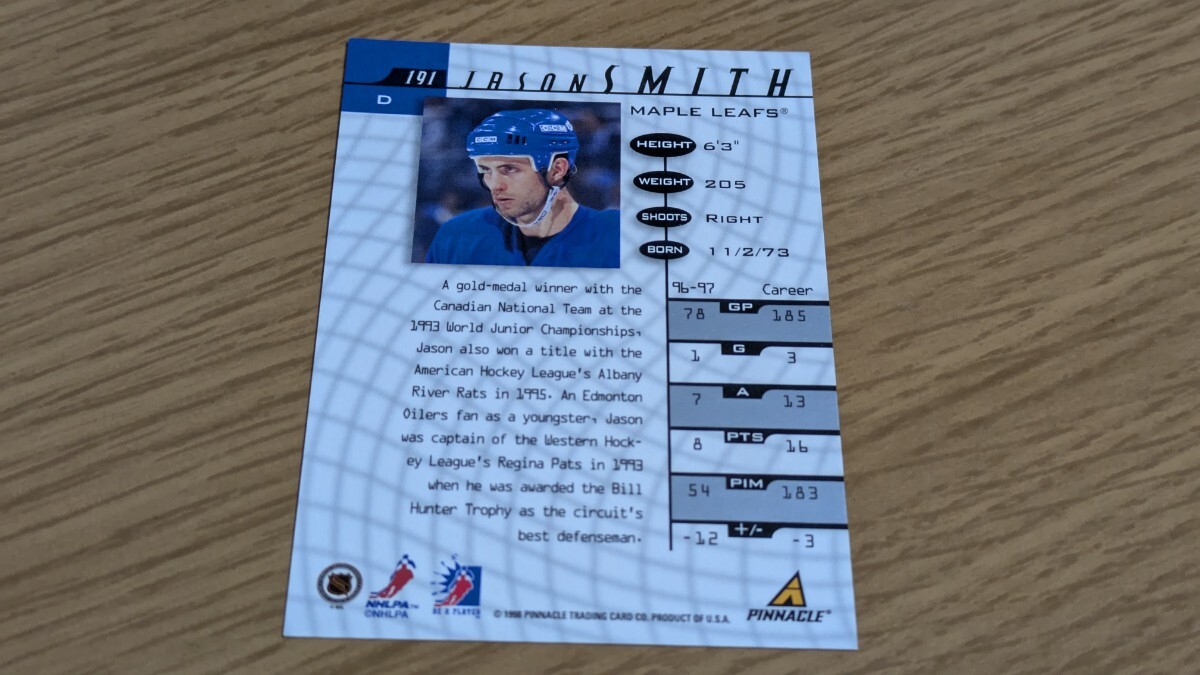 191 JASON SMITH
D
MAPLE LEAFS®
CCM
HEIGHT 6'3"
WEIGHT 205
SHOOTS RIGHT
BORN 11/2/73
A gold-medal winner with the
Canadian National Team at the
1993 World Junior Championships,
Jason also won a title with the
American Hockey League's Albany
River Rats in 1995. An Edmonton
Oilers fan as a youngster, Jason
was captain of the Western Hock-
ey League's Regina Pats in 1993
when he was awarded the Bill
Hunter Trophy as the circuit's
best defenseman.
96-97 Career
GP
78 185
G
1 3
A
7 13
PTS
8 16
PIM
54 183
+/-
-12 -3
NHLPA™
©NHLPA
BE A PLAYER
© 1998 PINNACLE TRADING CARD CO. PRODUCT OF U.S.A.
PINNACLE®